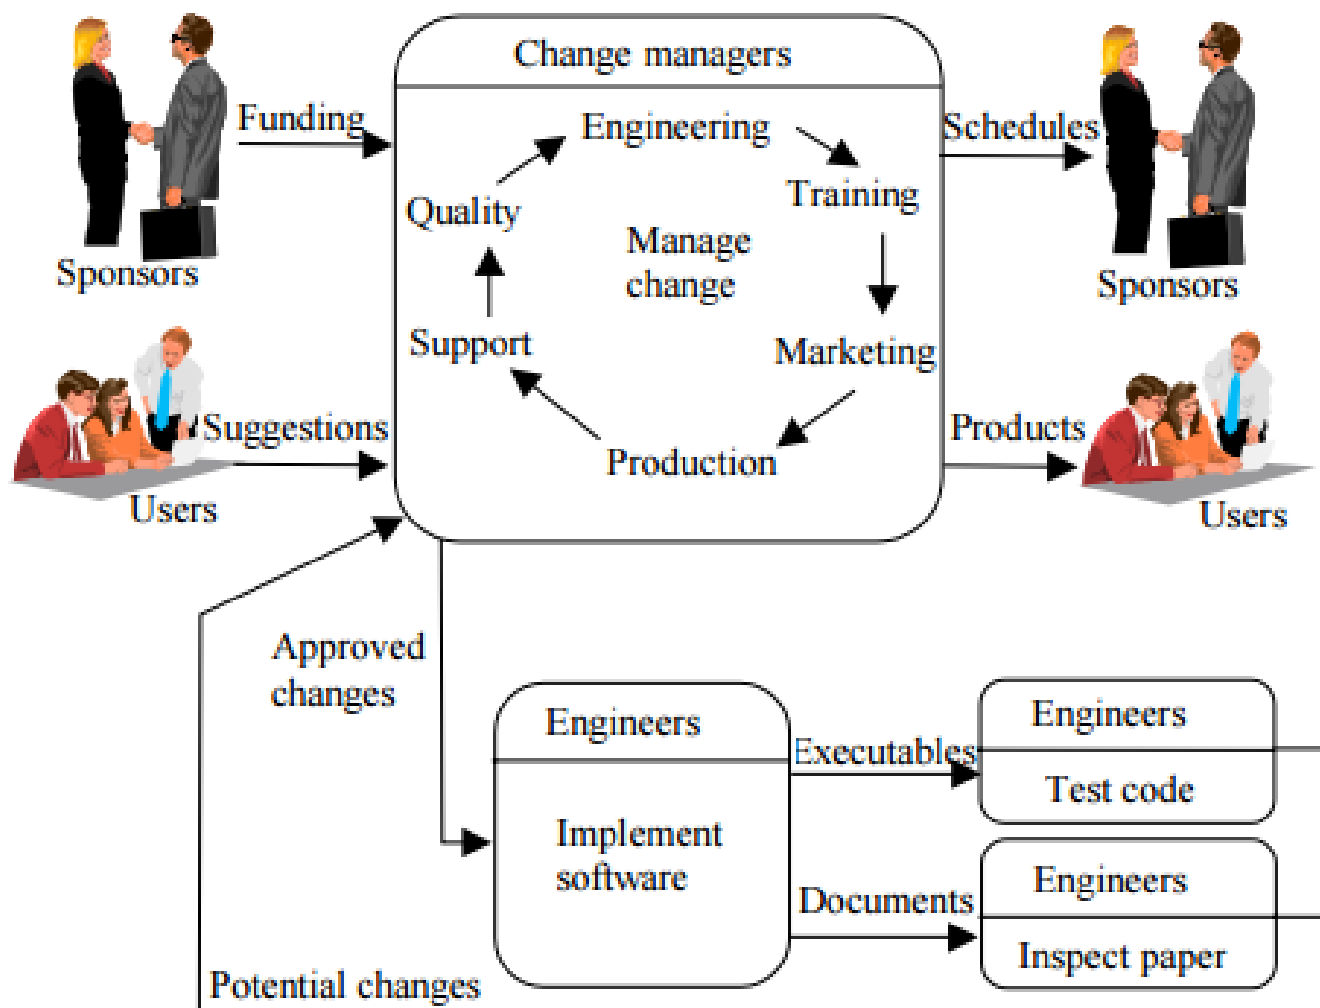 Change managers
Funding
Engineering
Schedules
Training
Quality
Manage
change
Sponsors
Sponsors
Support
Marketing
Suggestions
Products
Production
Users
Users
Approved
changes
Engineers
Engineers
Executables
Test code
Implement
software
Engineers
Documents
Inspect paper
Potential changes